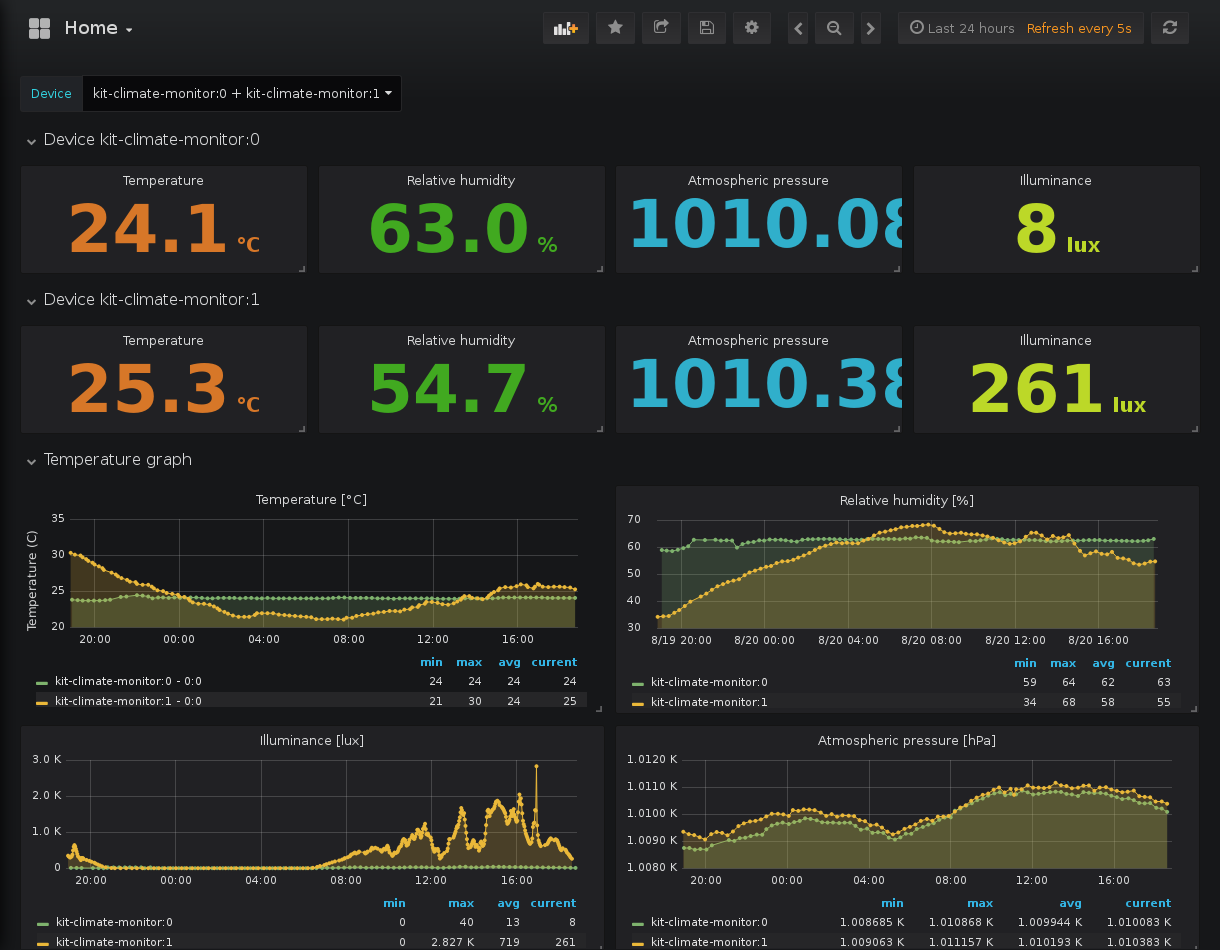 Home
Last 24 hours Refresh every 5s
Device kit-climate-monitor:0 + kit-climate-monitor:1
Device kit-climate-monitor:0
Temperature Relative humidity Atmospheric pressure Illuminance
24.1 °C 63.0 % 1010.08 8 lux
Device kit-climate-monitor:1
Temperature Relative humidity Atmospheric pressure Illuminance
25.3 °C 54.7 % 1010.38 261 lux
Temperature graph
Temperature [°C]
Temperature (C)
35
30
25
20
20:00 00:00 04:00 08:00 12:00 16:00
min max avg current
kit-climate-monitor:0 - 0:0 24 24 24 24
kit-climate-monitor:1 - 0:0 21 30 24 25
Relative humidity [%]
70
60
50
40
30
8/19 20:00 8/20 00:00 8/20 04:00 8/20 08:00 8/20 12:00 8/20 16:00
min max avg current
kit-climate-monitor:0 59 64 62 63
kit-climate-monitor:1 34 68 58 55
Illuminance [lux]
3.0 K
2.0 K
1.0 K
0
20:00 00:00 04:00 08:00 12:00 16:00
min max avg current
kit-climate-monitor:0 0 40 13 8
kit-climate-monitor:1 0 2.827 K 719 261
Atmospheric pressure [hPa]
1.0120 K
1.0110 K
1.0100 K
1.0090 K
1.0080 K
20:00 00:00 04:00 08:00 12:00 16:00
min max avg current
kit-climate-monitor:0 1.008685 K 1.010868 K 1.009944 K 1.010083 K
kit-climate-monitor:1 1.009063 K 1.011157 K 1.010193 K 1.010383 K